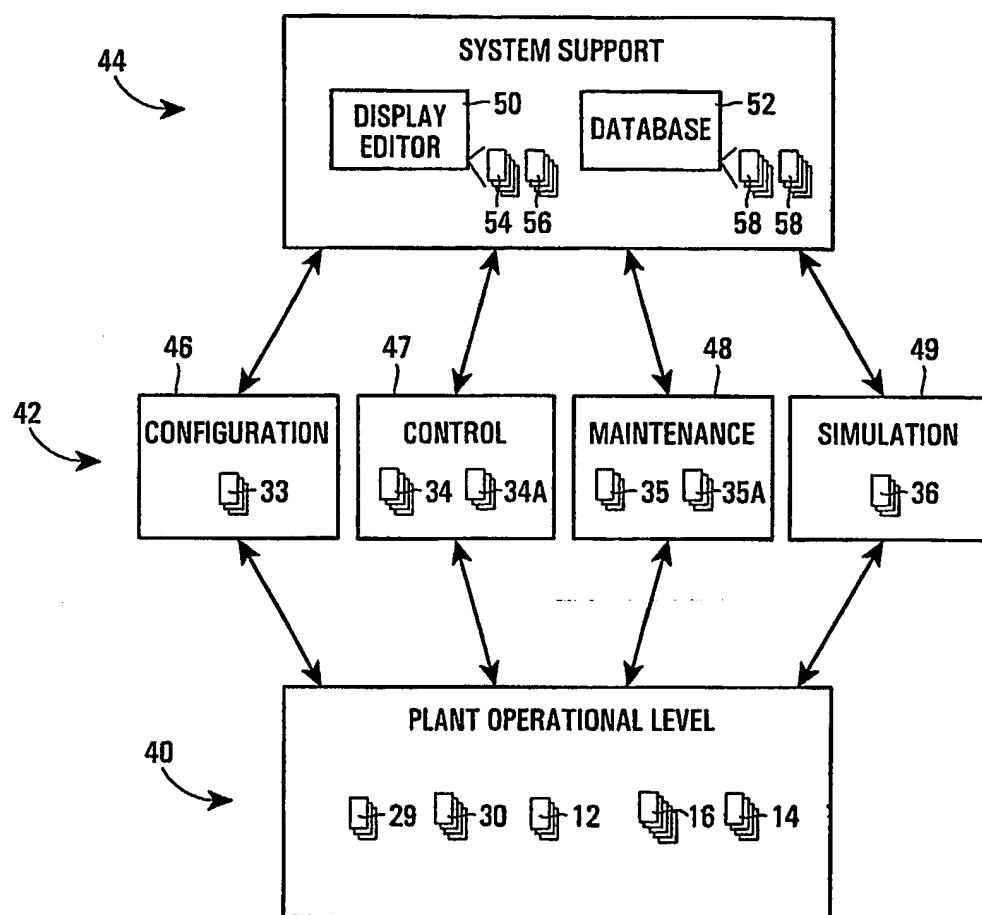 SYSTEM SUPPORT
44
DISPLAY
EDITOR
50
DATABASE
52
54
56
58
58
46
47
48
49
42
CONFIGURATION
33
CONTROL
34
34A
MAINTENANCE
35
35A
SIMULATION
36
PLANT OPERATIONAL LEVEL
40
29
30
12
16
14